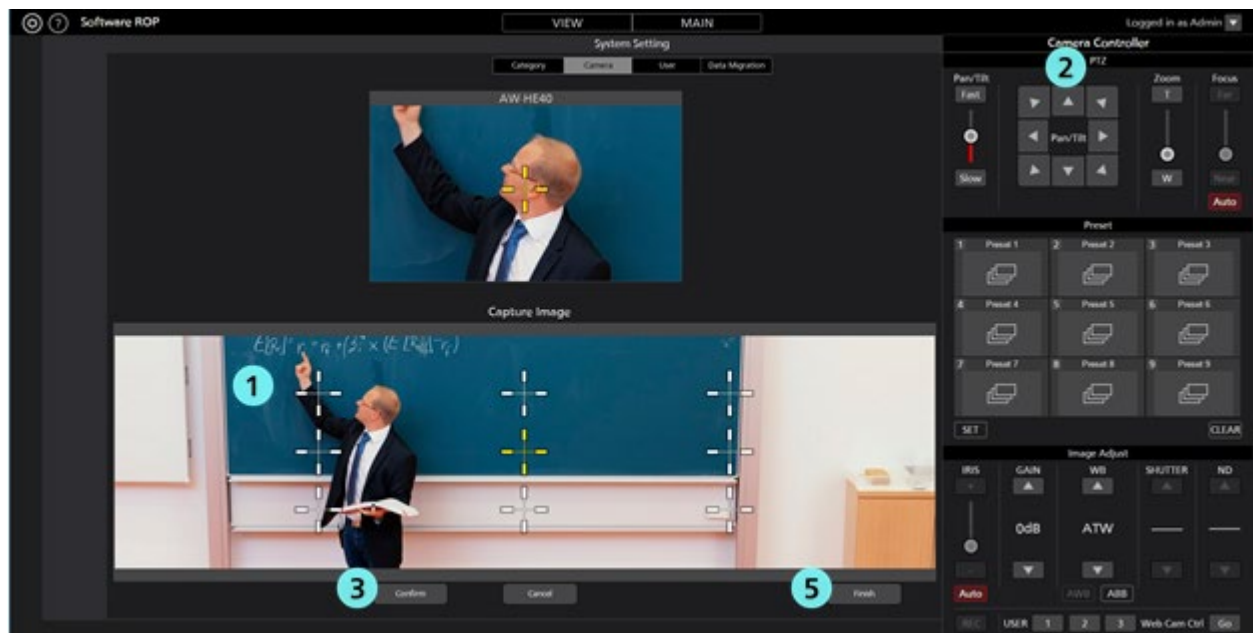 Software ROP
VIEW
MAIN
Logged in as Admin
System Setting
Category
Camera
User
Data Migration
AW-HE40
Capture Image
1
3
Confirm
Cancel
5
Finish
Camera Controller
2
PTZ
Pan/Tilt
Fast
Slow
Pan/Tilt
Zoom
T
W
Focus
Far
Near
Auto
Preset
1 Preset 1
2 Preset 2
3 Preset 3
4 Preset 4
5 Preset 5
6 Preset 6
7 Preset 7
8 Preset 8
9 Preset 9
SET
CLEAR
Image Adjust
IRIS
GAIN
WB
SHUTTER
ND
0dB
ATW
Auto
AWB
ABB
REC
USER 1 2 3
Web Cam Ctrl Go